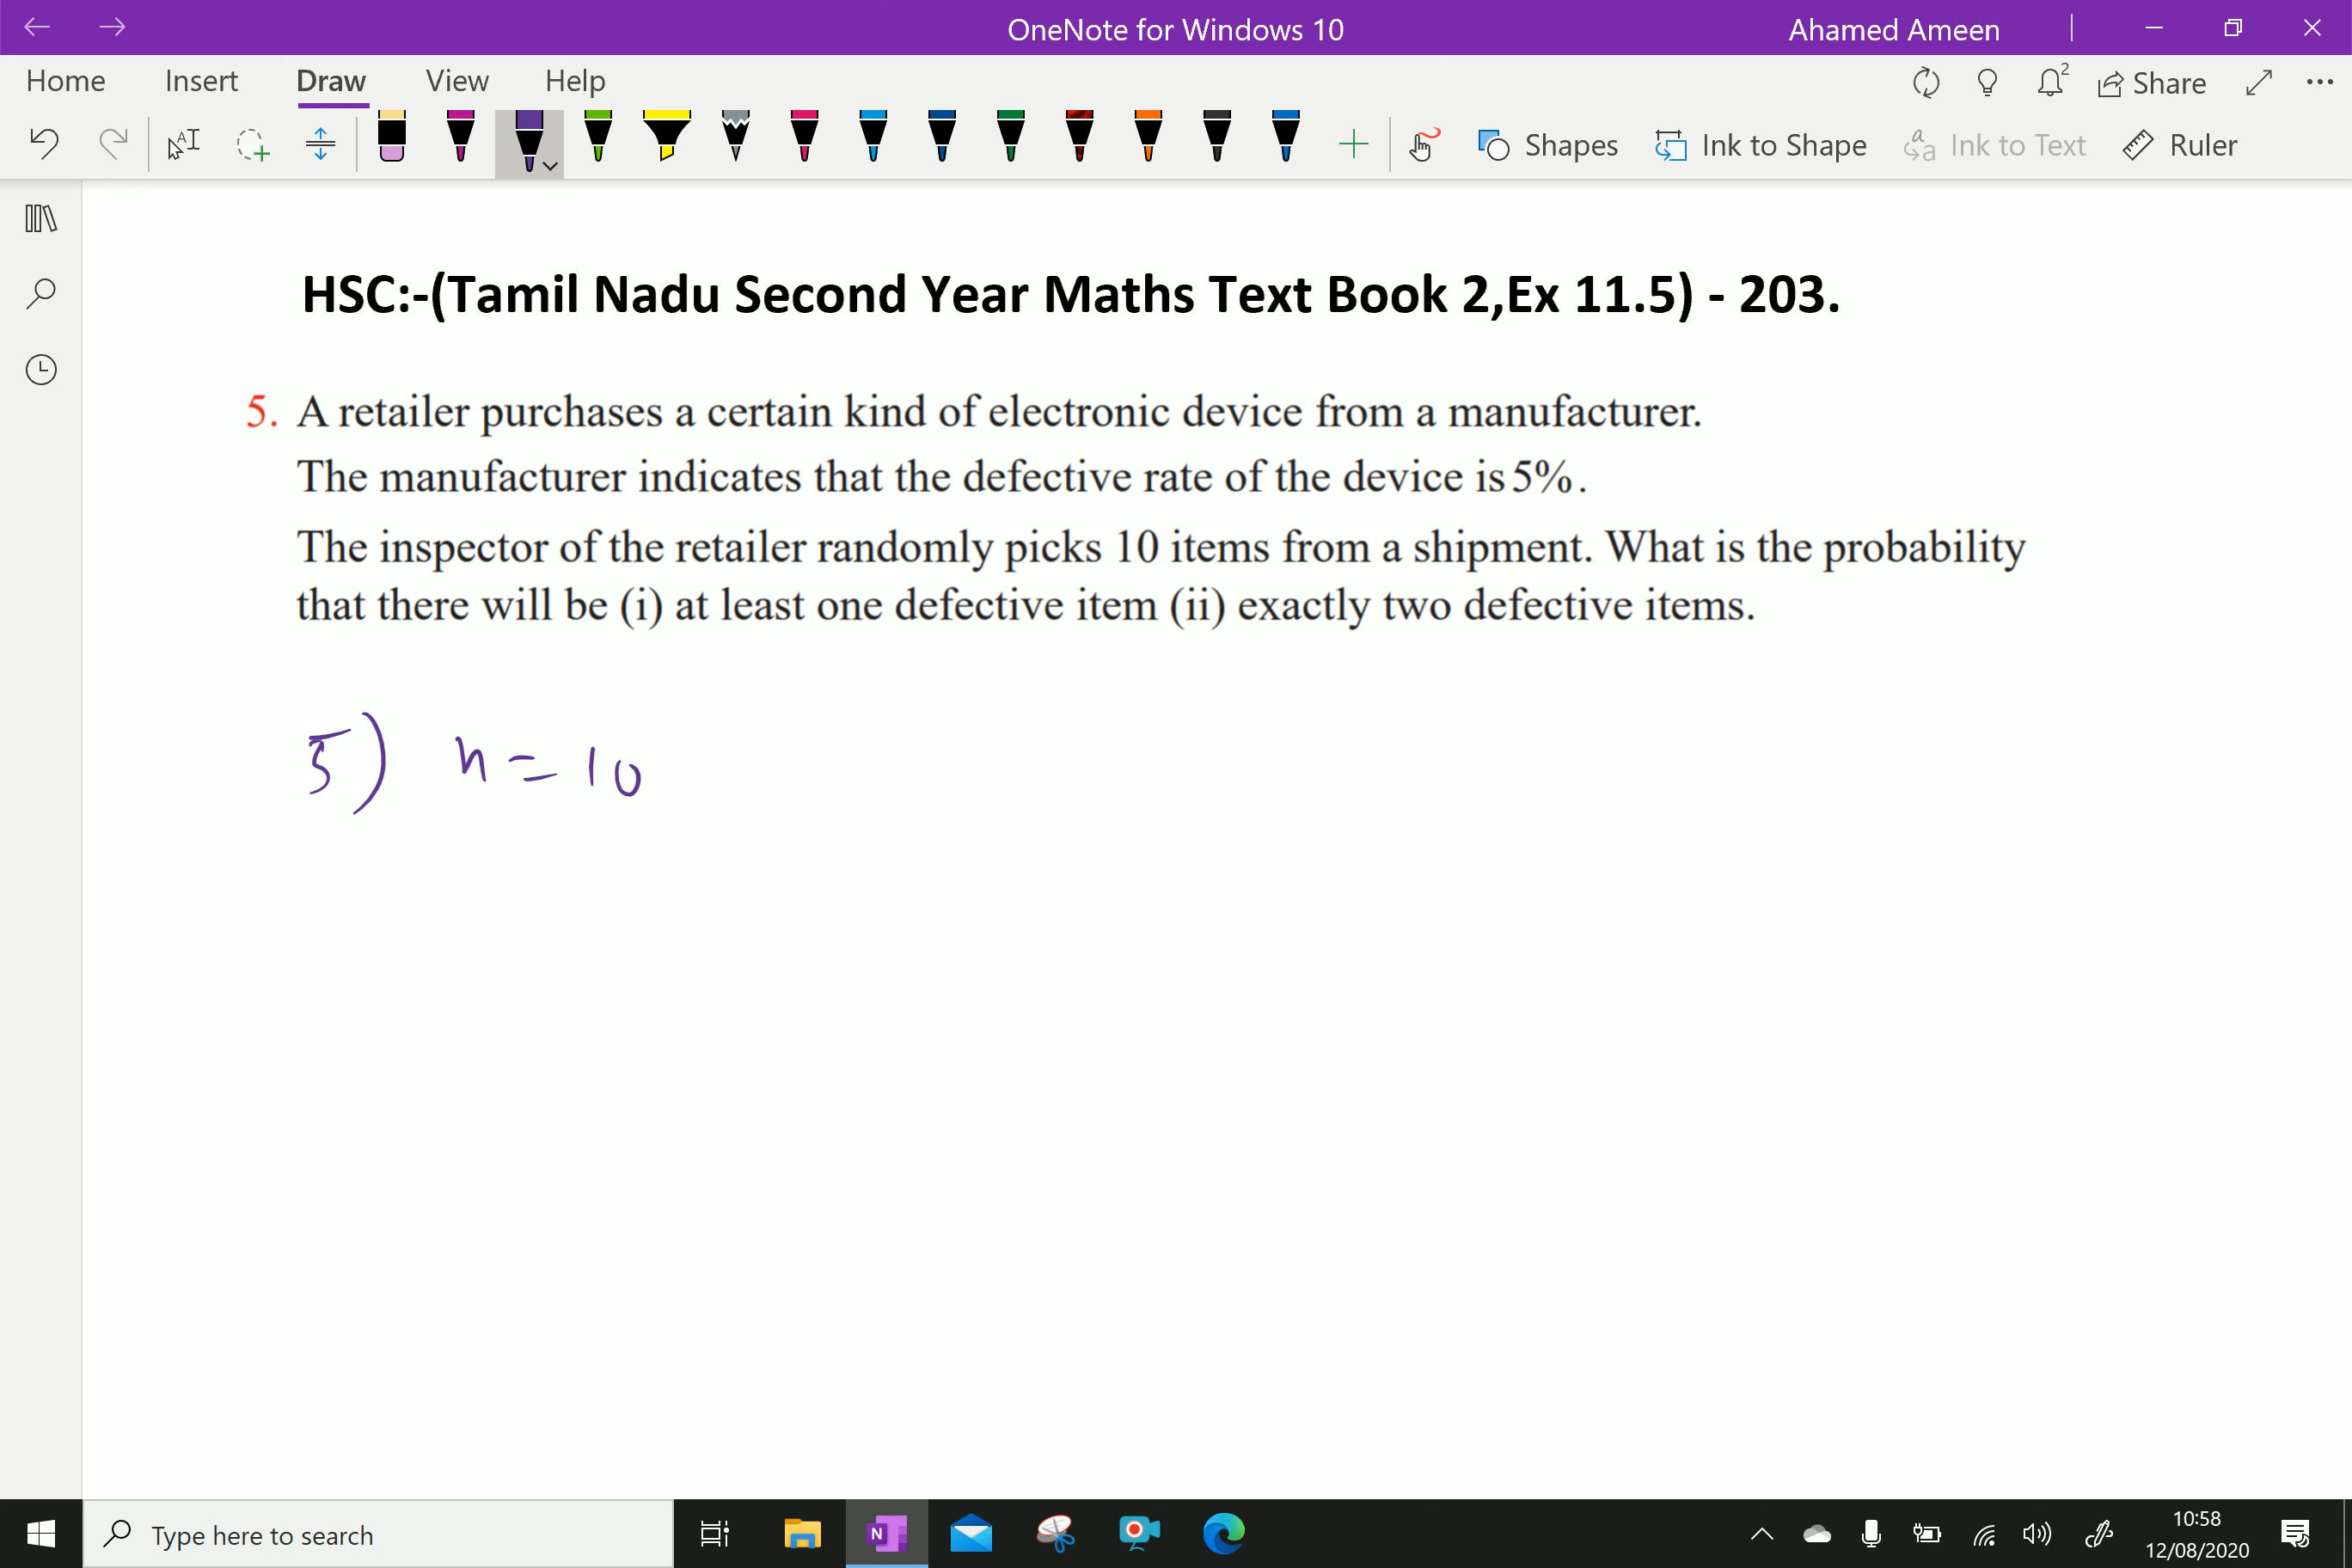 OneNote for Windows 10
Ahamed Ameen
Home Insert Draw View Help
2 Share
Shapes Ink to Shape Ink to Text Ruler
HSC:-(Tamil Nadu Second Year Maths Text Book 2,Ex 11.5) - 203.
5. A retailer purchases a certain kind of electronic device from a manufacturer.
The manufacturer indicates that the defective rate of the device is 5%.
The inspector of the retailer randomly picks 10 items from a shipment. What is the probability
that there will be (i) at least one defective item (ii) exactly two defective items.
5) n = 10
Type here to search
10:58
12/08/2020